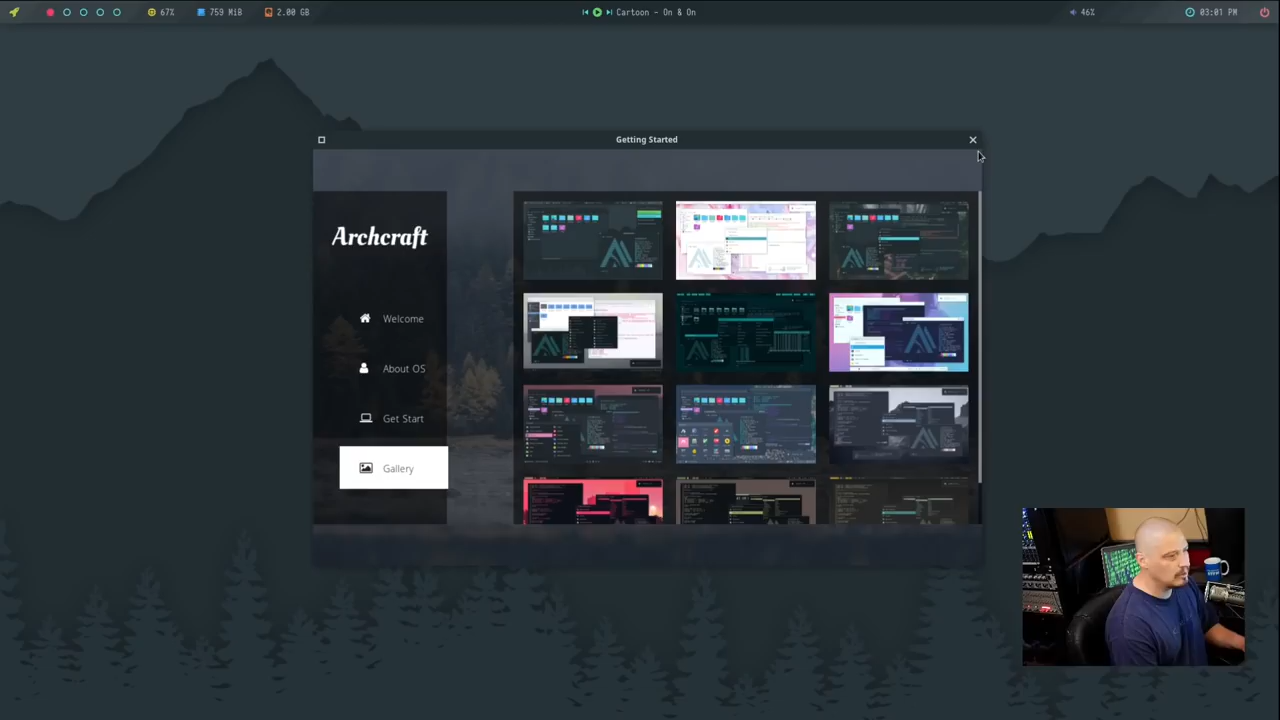 67% 759 MiB 2.00 GB Cartoon - On & On 46% 03:01 PM
Getting Started
Archcraft
Welcome
About OS
Get Start
Gallery